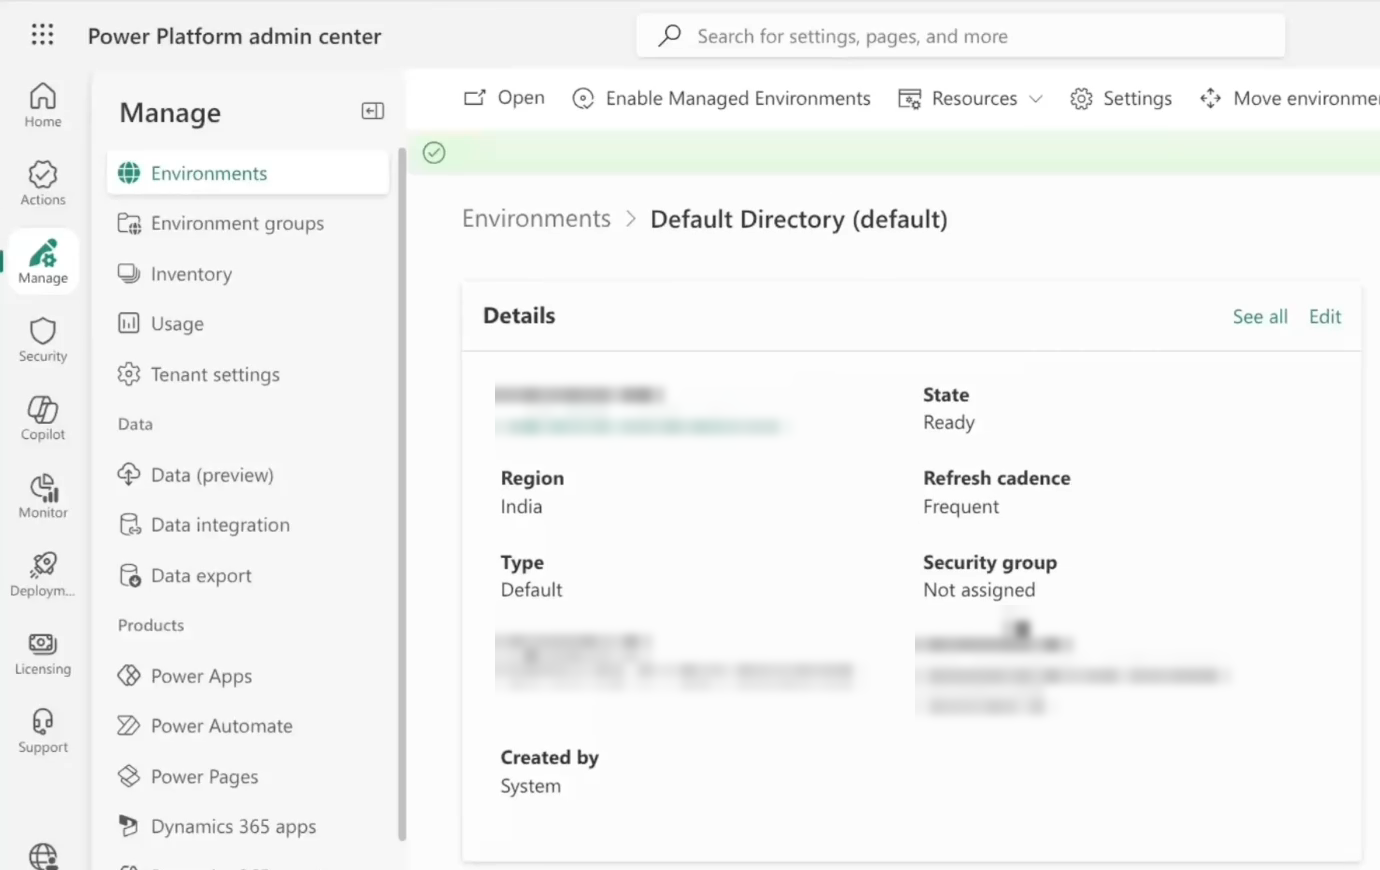 Power Platform admin center
Search for settings, pages, and more
Home
Actions
Manage
Security
Copilot
Monitor
Deploym...
Licensing
Support
Manage
Environments
Environment groups
Inventory
Usage
Tenant settings
Data
Data (preview)
Data integration
Data export
Products
Power Apps
Power Automate
Power Pages
Dynamics 365 apps
Open
Enable Managed Environments
Resources
Settings
Move environme
Environments > Default Directory (default)
Details
See all
Edit
State
Ready
Region
India
Refresh cadence
Frequent
Type
Default
Security group
Not assigned
Created by
System